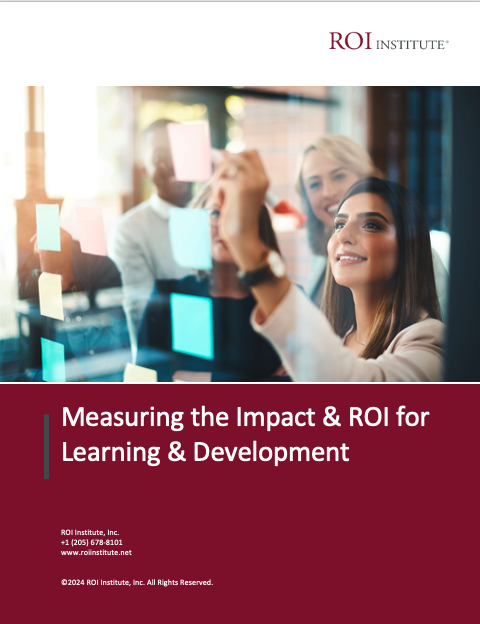 ROI INSTITUTE®
Measuring the Impact & ROI for
Learning & Development
ROI Institute, Inc.
+1 (205) 678-8101
www.roiinstitute.net
©2024 ROI Institute, Inc. All Rights Reserved.